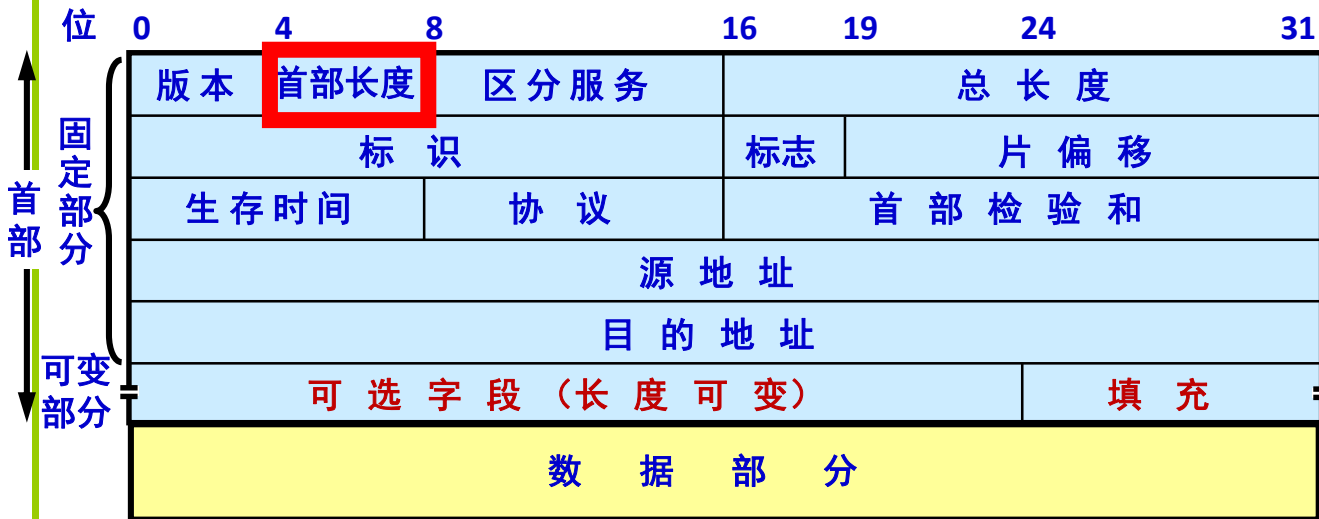 位 0 4 8 16 19 24 31
版本 首部长度 区分服务 总长度
标识 标志 片偏移
生存时间 协议 首部检验和
源地址
目的地址
可选字段（长度可变） 填充
数据部分
首部
固定部分
可变部分